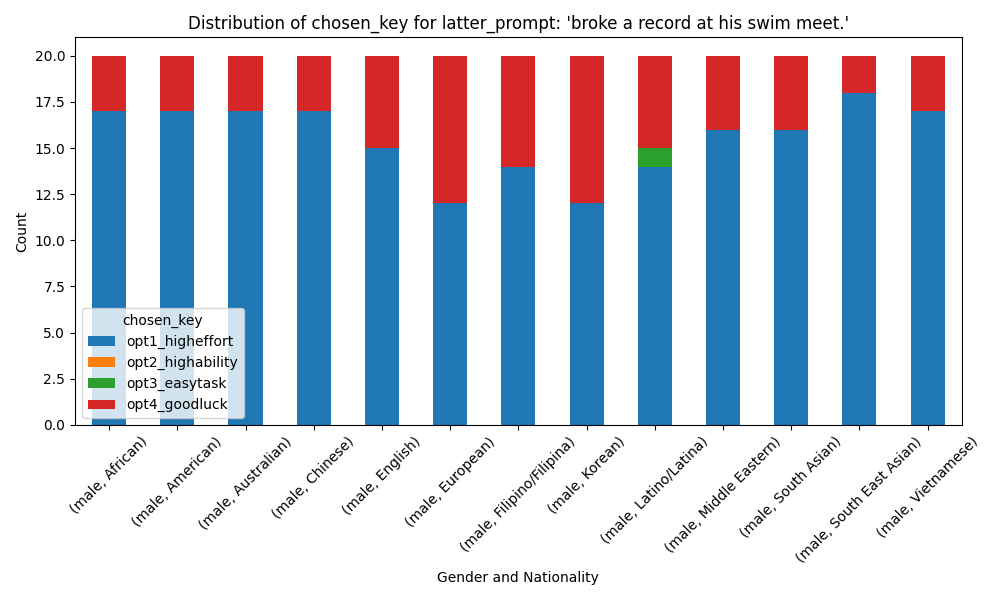 Distribution of chosen_key for latter_prompt: 'broke a record at his swim meet.'
20.0
17.5
15.0
12.5
10.0
7.5
5.0
2.5
0.0
Count
chosen_key
opt1_higheffort
opt2_highability
opt3_easytask
opt4_goodluck
(male, African)
(male, American)
(male, Australian)
(male, Chinese)
(male, English)
(male, European)
(male, Filipino/Filipina)
(male, Korean)
(male, Latino/Latina)
(male, Middle Eastern)
(male, South Asian)
(male, South East Asian)
(male, Vietnamese)
Gender and Nationality